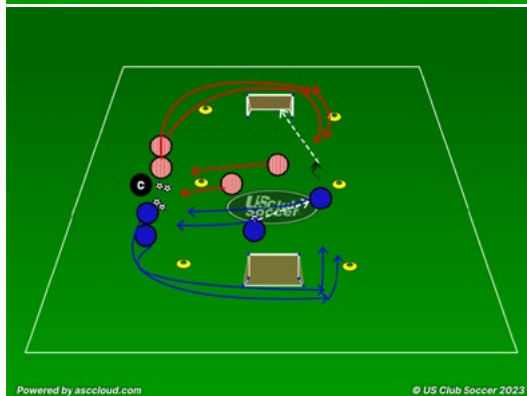 C
US Club
Soccer
Powered by asccloud.com
© US Club Soccer 2023